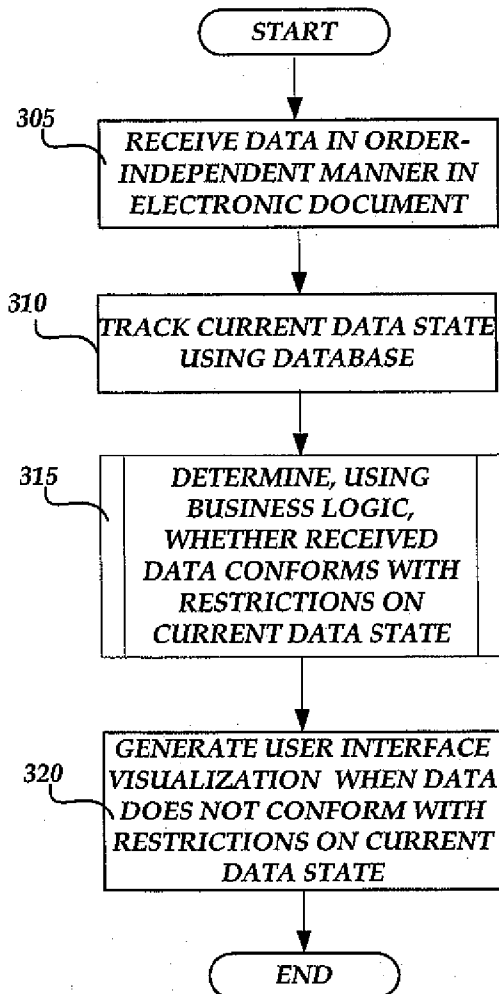 START
305
RECEIVE DATA IN ORDER-
INDEPENDENT MANNER IN
ELECTRONIC DOCUMENT
310
TRACK CURRENT DATA STATE
USING DATABASE
315
DETERMINE, USING
BUSINESS LOGIC,
WHETHER RECEIVED
DATA CONFORMS WITH
RESTRICTIONS ON
CURRENT DATA STATE
320
GENERATE USER INTERFACE
VISUALIZATION WHEN DATA
DOES NOT CONFORM WITH
RESTRICTIONS ON CURRENT
DATA STATE
END